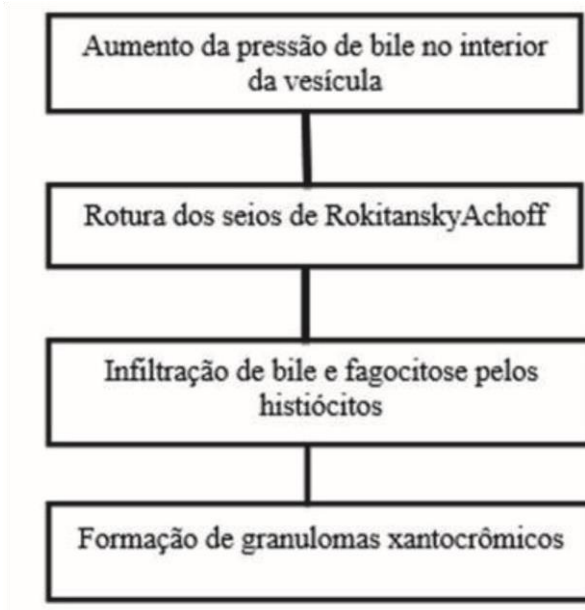 Aumento da pressão de bile no interior
da vesícula
Rotura dos seios de RokitanskyAchoff
Infiltração de bile e fagocitose pelos
histiócitos
Formação de granulomas xantocrômicos